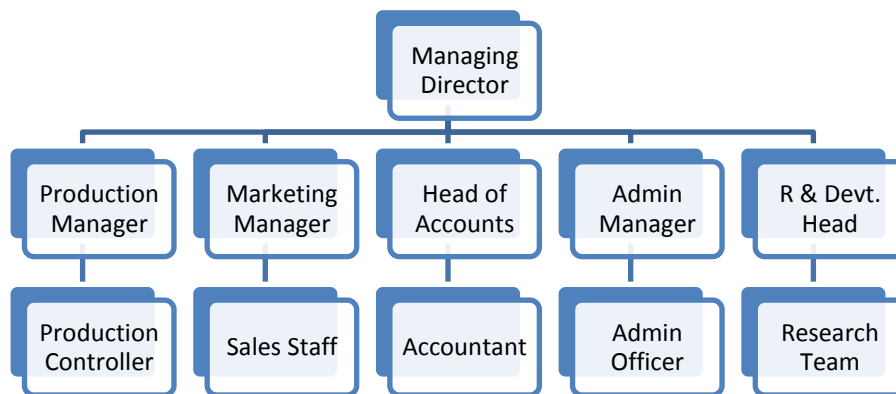 Managing
Director
Production
Manager
Marketing
Manager
Head of
Accounts
Admin
Manager
R & Devt.
Head
Production
Controller
Sales Staff
Accountant
Admin
Officer
Research
Team